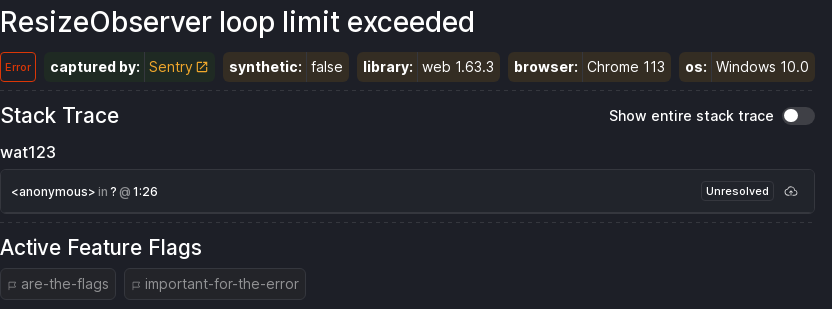 ResizeObserver loop limit exceeded
Error captured by: Sentry synthetic: false library: web 1.63.3 browser: Chrome 113 os: Windows 10.0
Stack Trace Show entire stack trace
wat123
<anonymous> in ? @ 1:26 Unresolved
Active Feature Flags
are-the-flags important-for-the-error